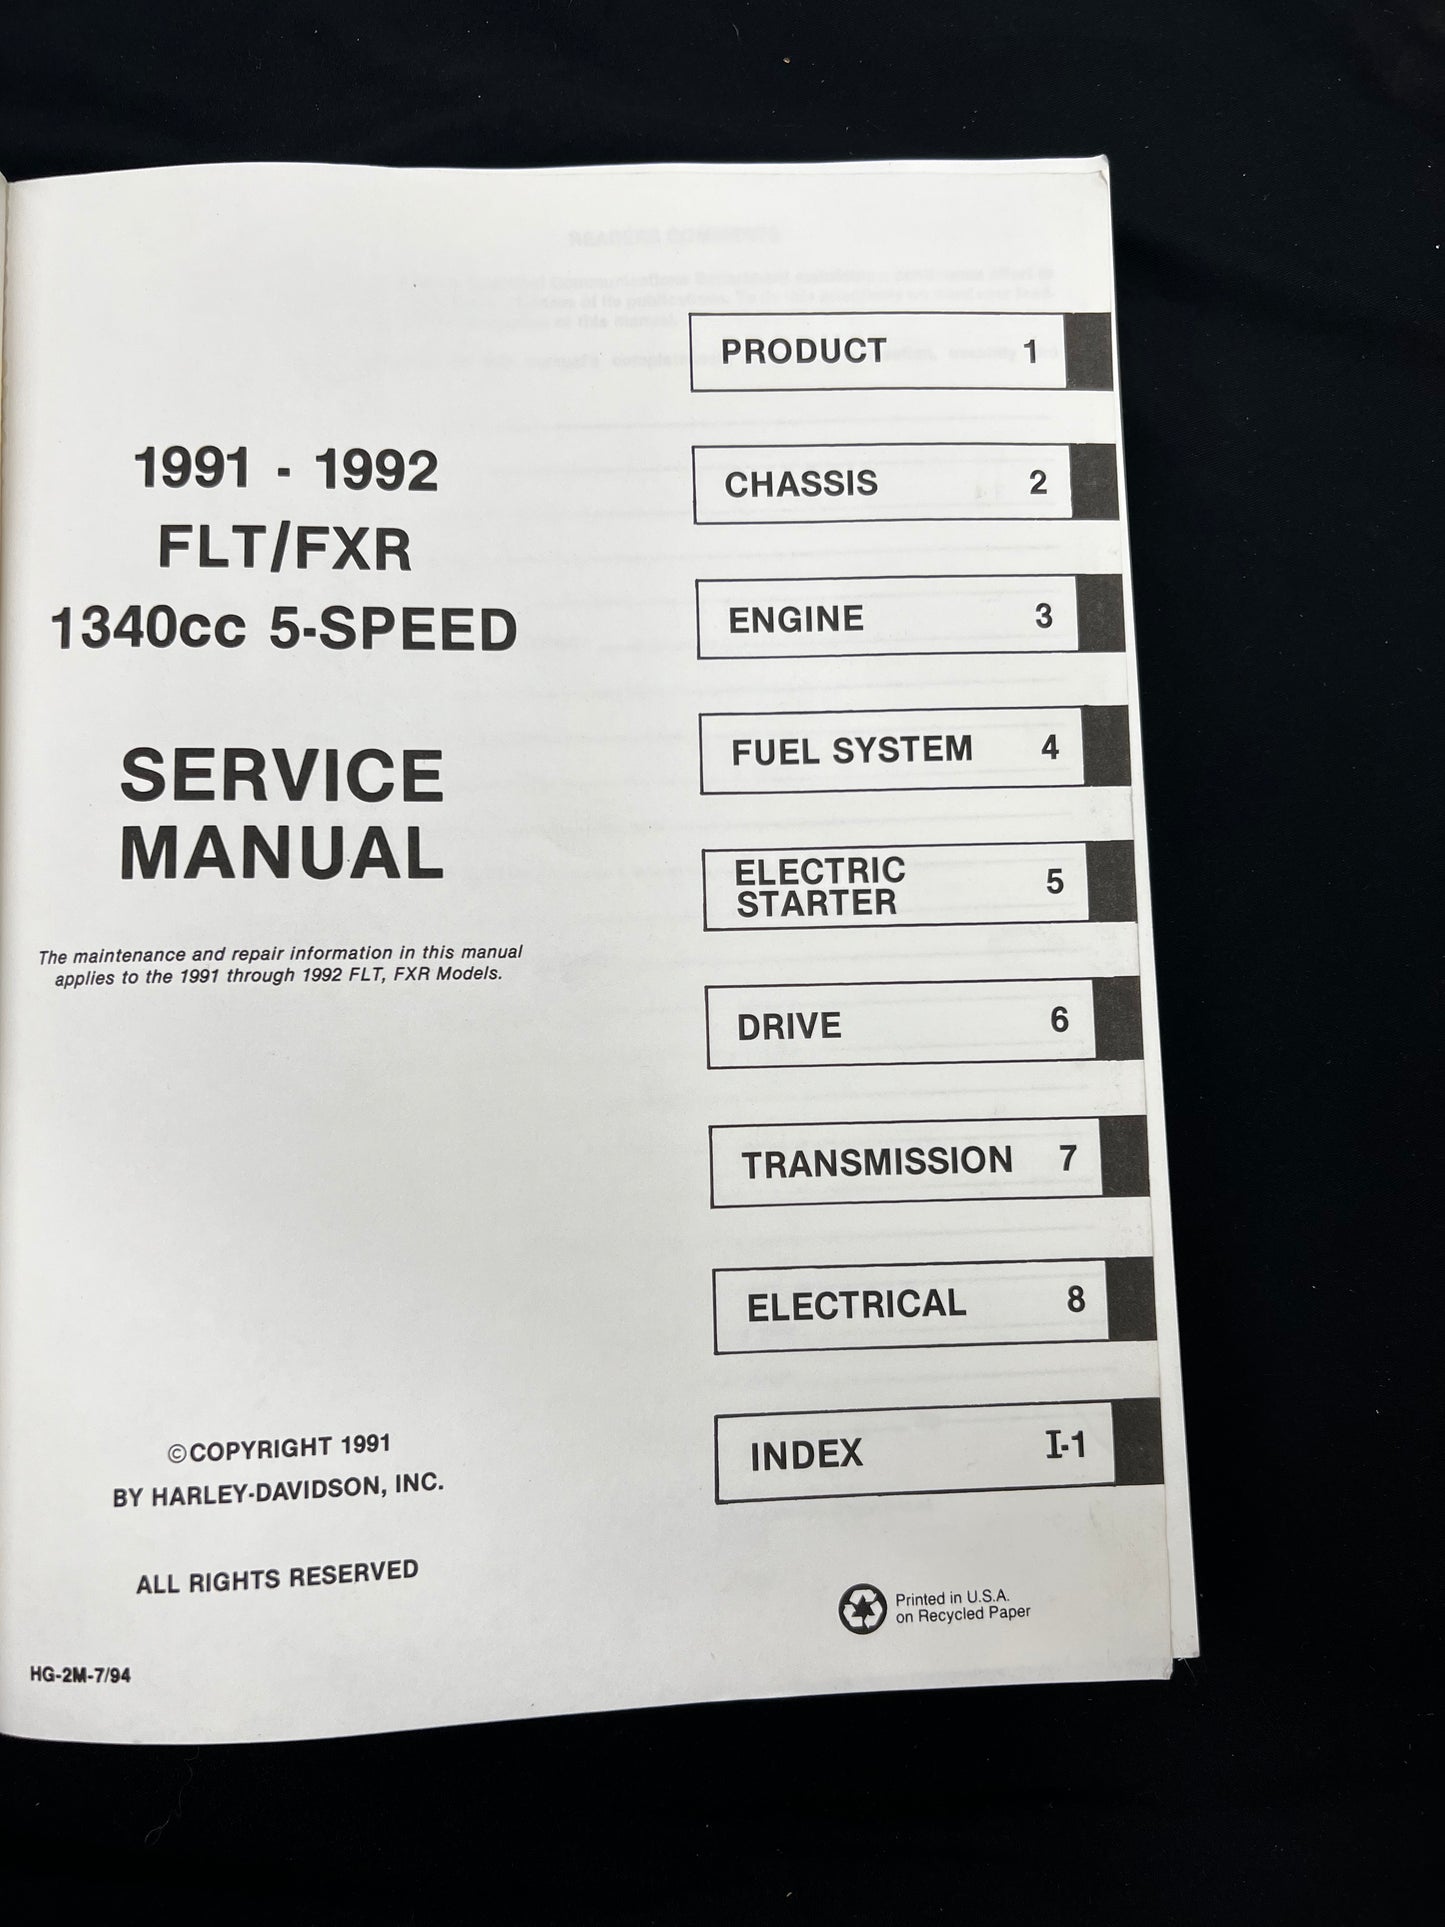 1991 - 1992
FLT/FXR
1340cc 5-SPEED
SERVICE
MANUAL
The maintenance and repair information in this manual
applies to the 1991 through 1992 FLT, FXR Models.
©COPYRIGHT 1991
BY HARLEY-DAVIDSON, INC.
ALL RIGHTS RESERVED
HG-2M-7/94
PRODUCT 1
CHASSIS 2
ENGINE 3
FUEL SYSTEM 4
ELECTRIC
STARTER 5
DRIVE 6
TRANSMISSION 7
ELECTRICAL 8
INDEX I-1
Printed in U.S.A.
on Recycled Paper